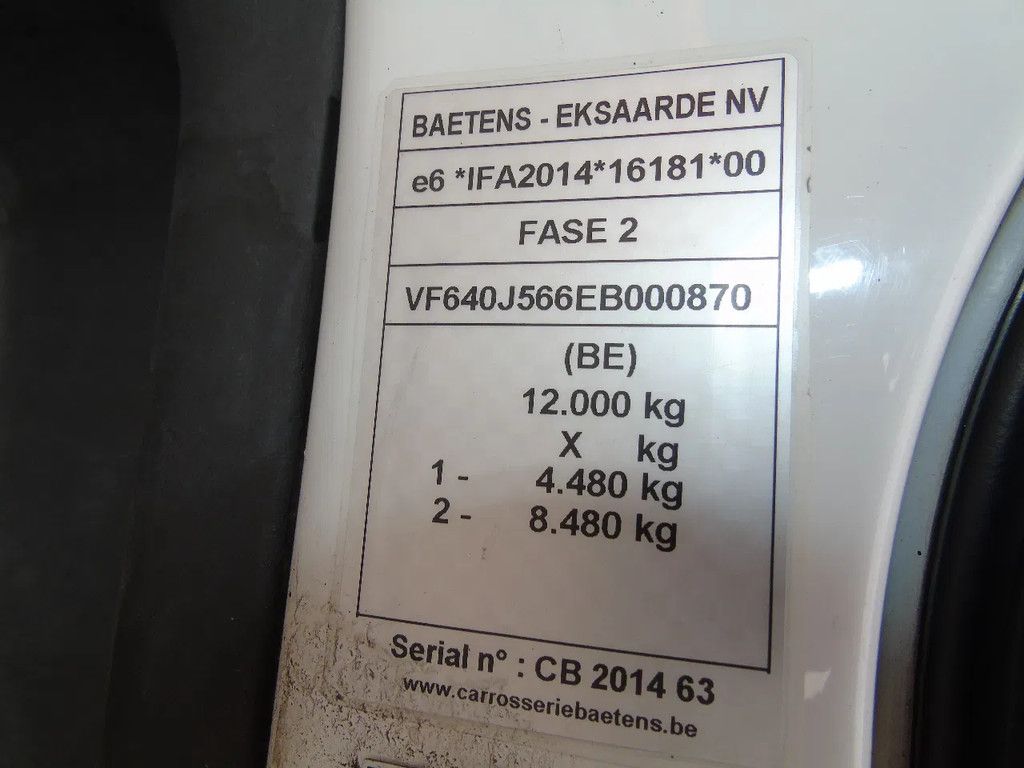 BAETENS - EKSAARDE NV
e6 *IFA2014*16181*00
FASE 2
VF640J566EB000870
(BE)
12.000 kg
X kg
1 - 4.480 kg
2 - 8.480 kg
Serial n° : CB 2014 63
www.carrosseriebaetens.be